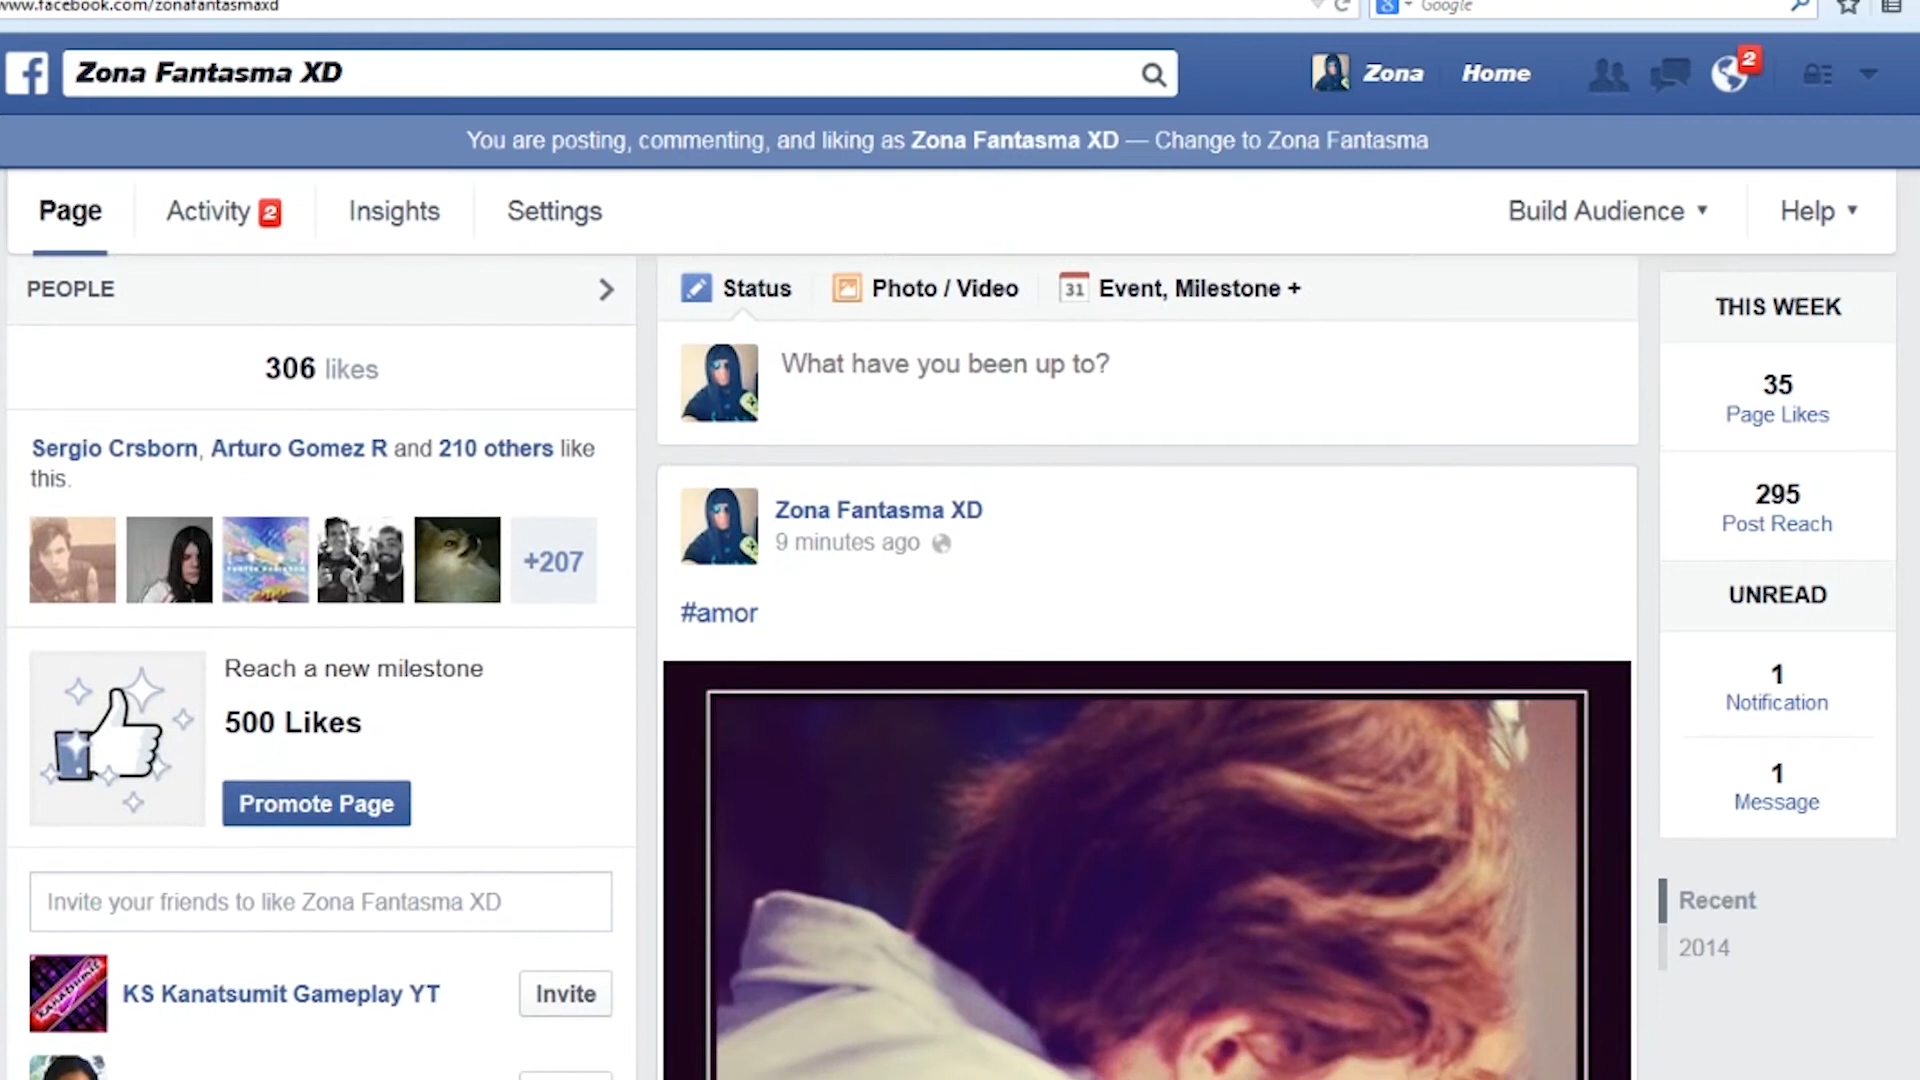 www.facebook.com/zonafantasmaxd
Google
Zona Fantasma XD
Zona
Home
2
You are posting, commenting, and liking as Zona Fantasma XD — Change to Zona Fantasma
Page
Activity 2
Insights
Settings
Build Audience
Help
PEOPLE
306 likes
Sergio Crsborn, Arturo Gomez R and 210 others like
this.
+207
Reach a new milestone
500 Likes
Promote Page
Invite your friends to like Zona Fantasma XD
KS Kanatsumit Gameplay YT
Invite
Status
Photo / Video
31
Event, Milestone +
What have you been up to?
Zona Fantasma XD
9 minutes ago
#amor
THIS WEEK
35
Page Likes
295
Post Reach
UNREAD
1
Notification
1
Message
Recent
2014